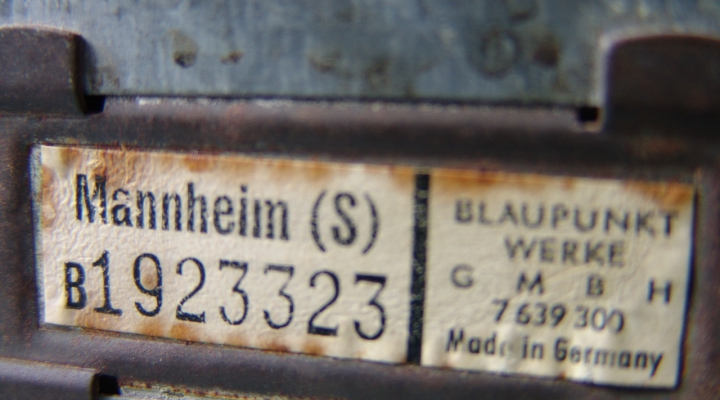 Mannheim (S)
B1923323
BLAUPUNKT
WERKE
G M B H
7 639 300
Made in Germany